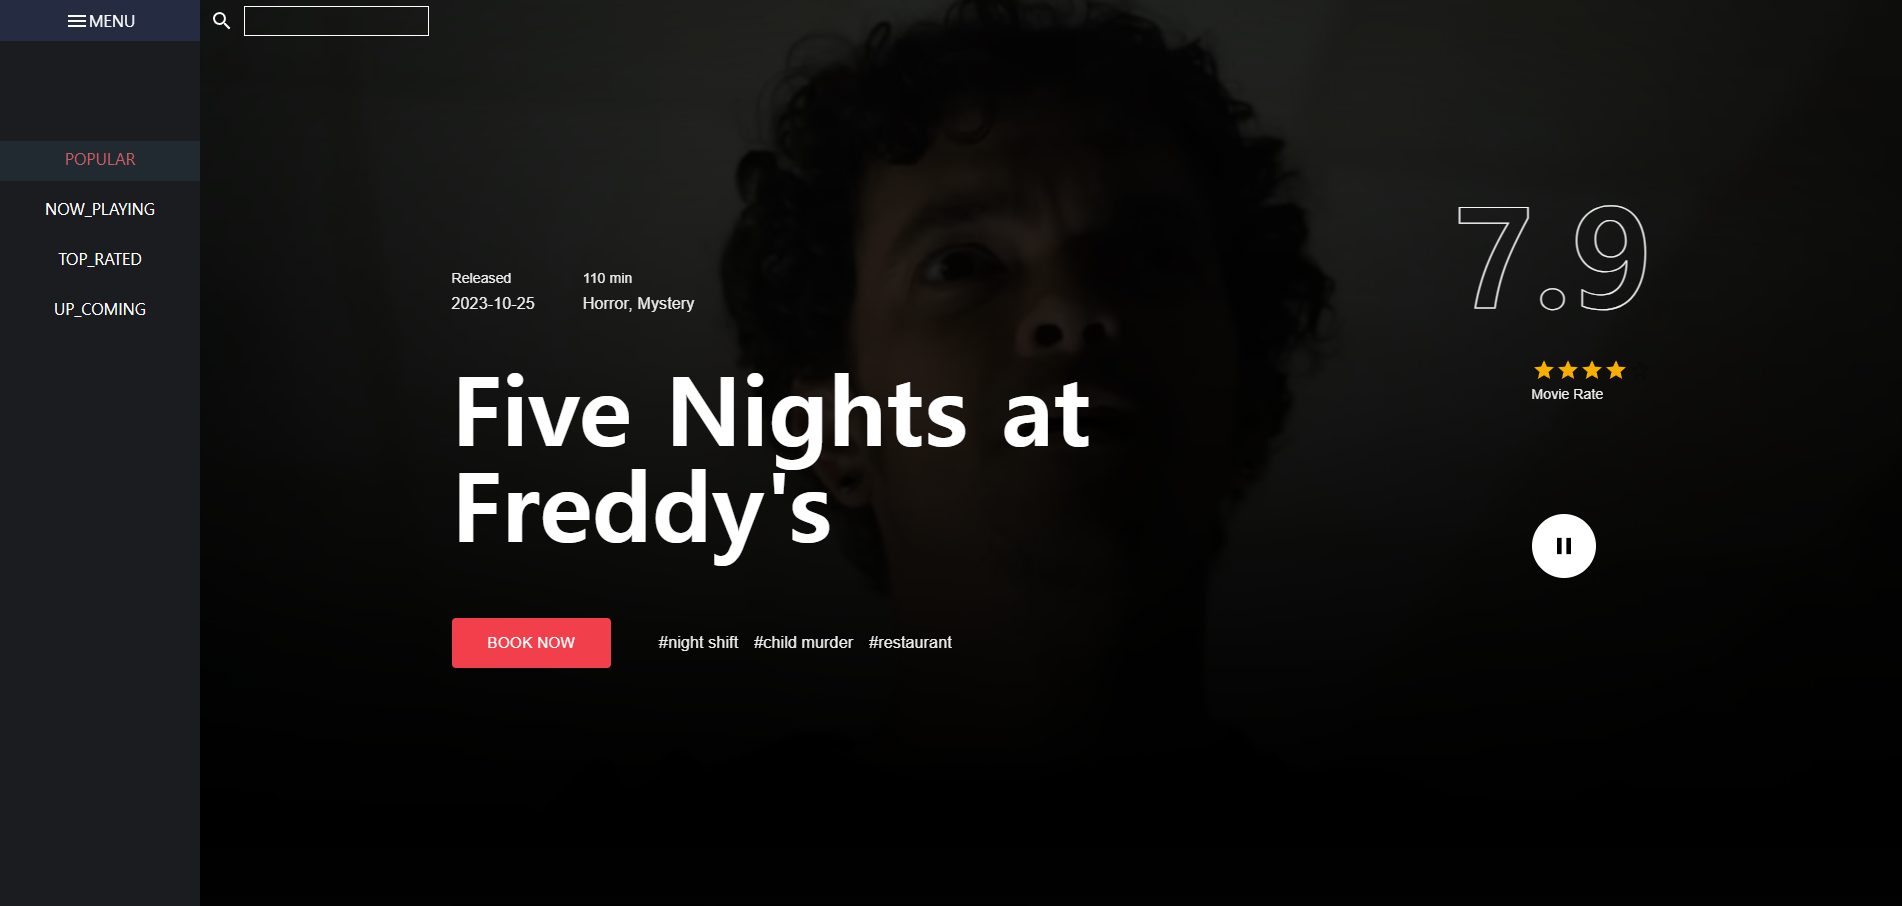 MENU
POPULAR
NOW_PLAYING
TOP_RATED
UP_COMING
Released
2023-10-25
110 min
Horror, Mystery
Five Nights at
Freddy's
BOOK NOW
#night shift #child murder #restaurant
7.9
Movie Rate